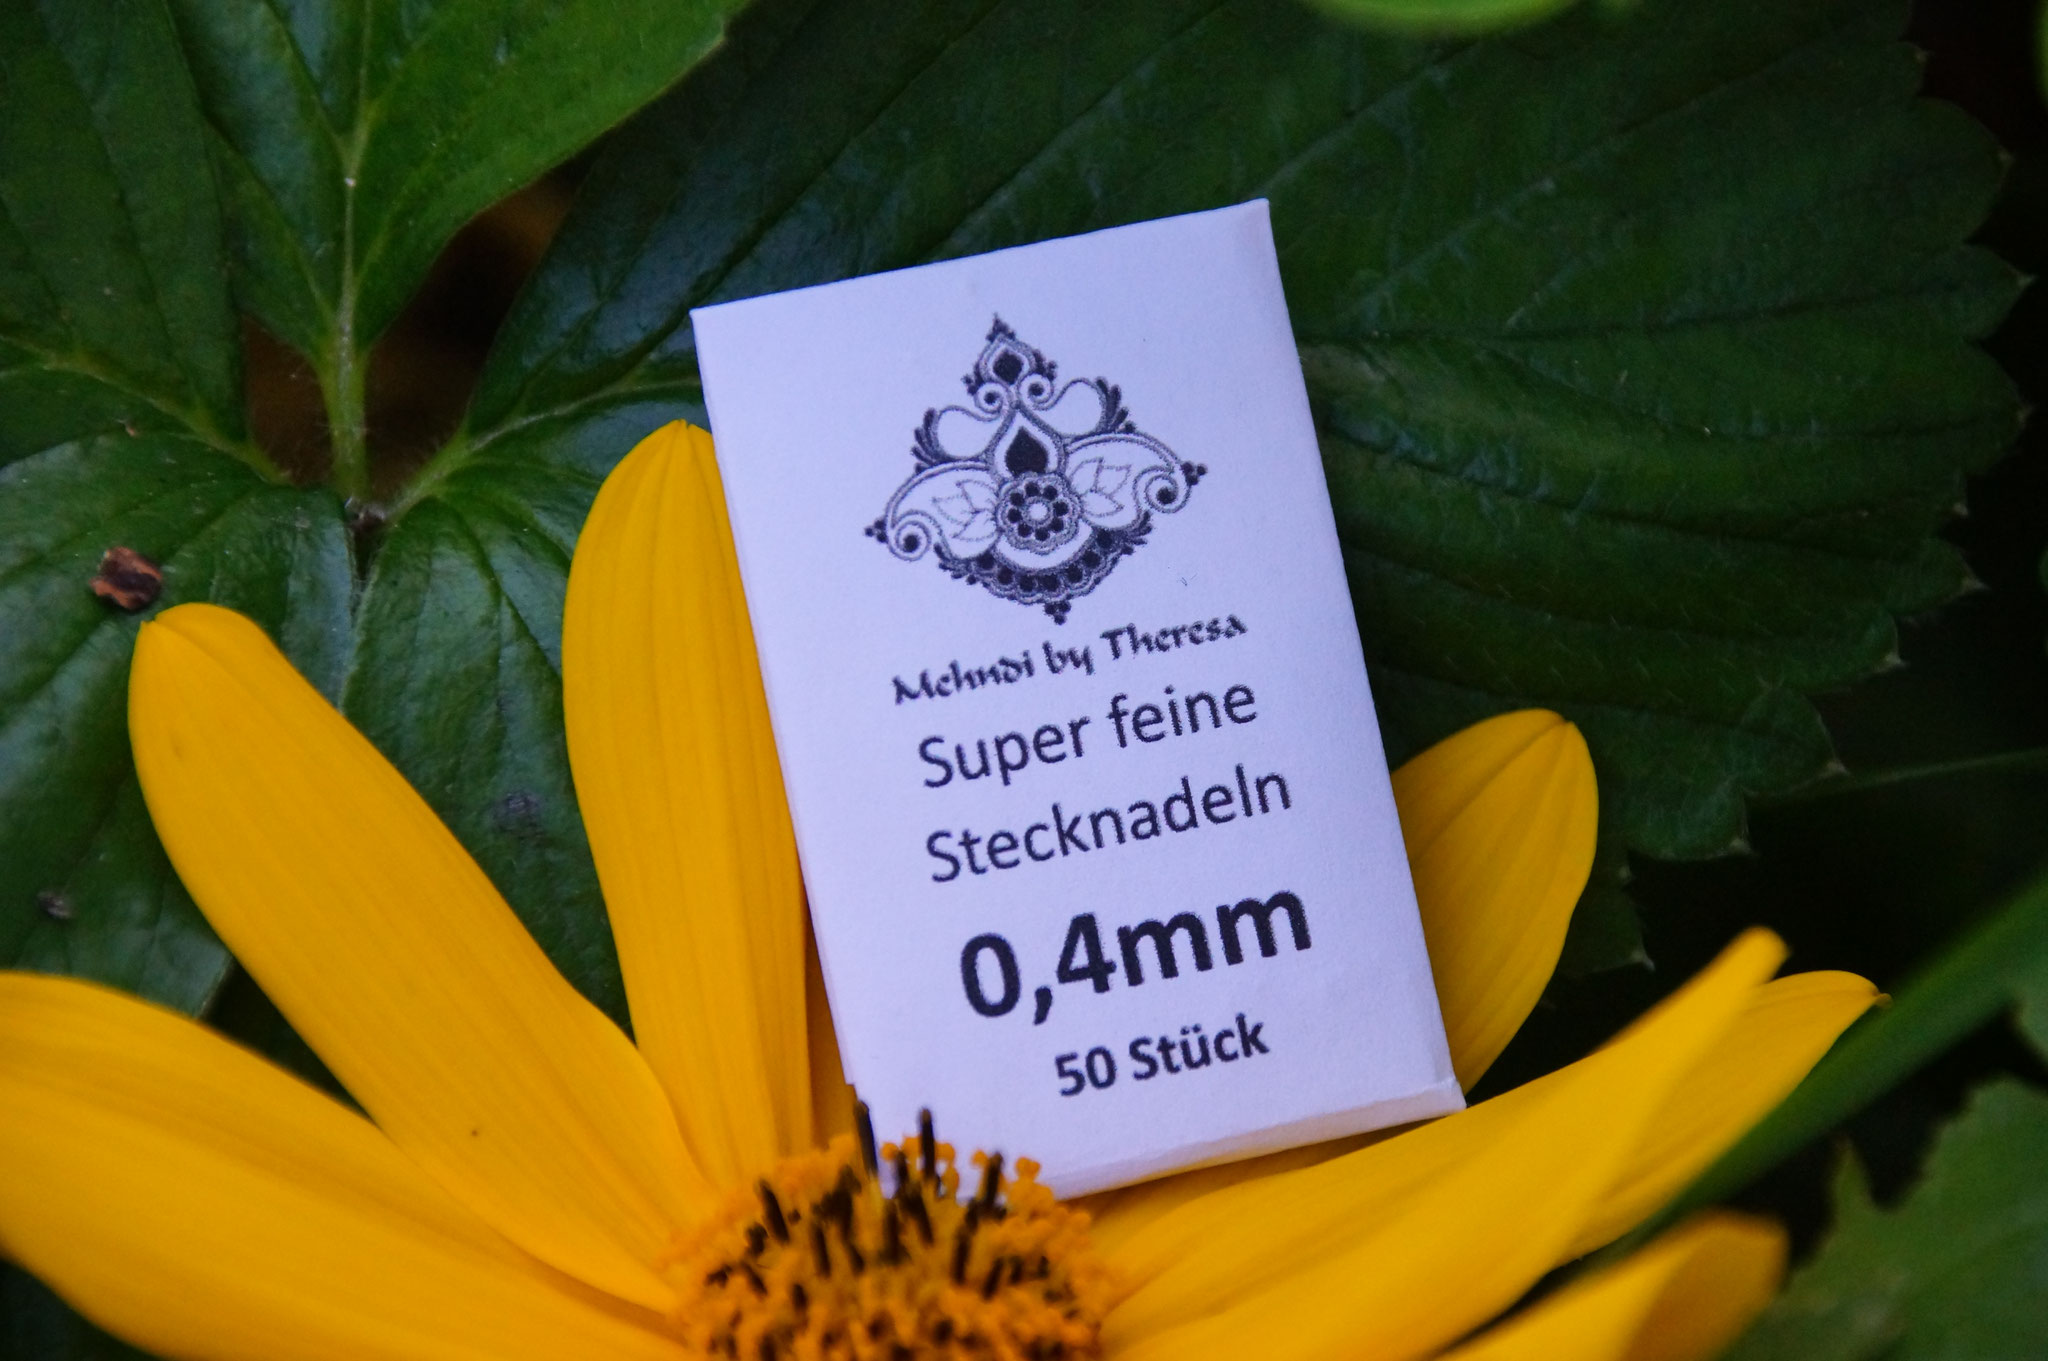 Mehndi by Theresa
Super feine
Stecknadeln
0,4mm
50 Stück